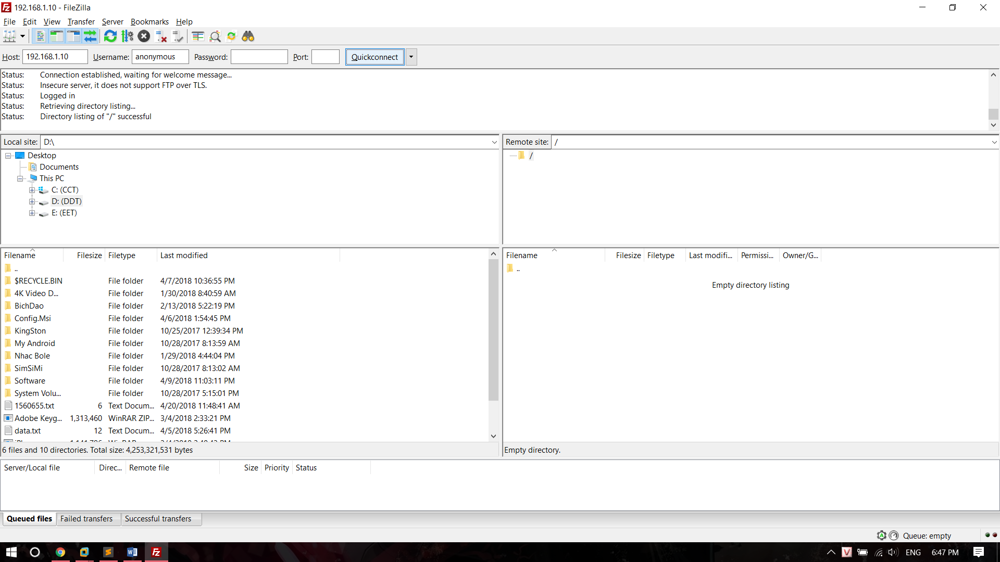 192.168.1.10 - FileZilla
File Edit View Transfer Server Bookmarks Help
Host: 192.168.1.10 Username: anonymous Password: Port: Quickconnect
Status: Connection established, waiting for welcome message...
Status: Insecure server, it does not support FTP over TLS.
Status: Logged in
Status: Retrieving directory listing...
Status: Directory listing of "/" successful
Local site: D:\
Desktop
Documents
This PC
C: (CCT)
D: (DDT)
E: (EET)
Remote site: /
/
Filename Filesize Filetype Last modified
..
$RECYCLE.BIN File folder 4/7/2018 10:36:55 PM
4K Video D... File folder 1/30/2018 8:40:59 AM
BichDao File folder 2/13/2018 5:22:19 PM
Config.Msi File folder 4/6/2018 1:54:45 PM
KingSton File folder 10/25/2017 12:39:34 PM
My Android File folder 10/28/2017 8:13:59 AM
Nhac Bole File folder 1/29/2018 4:44:04 PM
SimSiMi File folder 10/28/2017 8:13:02 AM
Software File folder 4/9/2018 11:03:11 PM
System Volu... File folder 10/28/2017 5:15:01 PM
1560655.txt 6 Text Docum... 4/20/2018 11:48:41 AM
Adobe Keyg... 1,313,460 WinRAR ZIP... 3/4/2018 2:33:21 PM
data.txt 12 Text Docum... 4/5/2018 5:26:41 PM
6 files and 10 directories. Total size: 4,253,321,531 bytes
Filename Filesize Filetype Last modifi... Permissi... Owner/G...
..
Empty directory listing
Empty directory.
Server/Local file Direc... Remote file Size Priority Status
Queued files Failed transfers Successful transfers
Queue: empty
ENG 6:47 PM